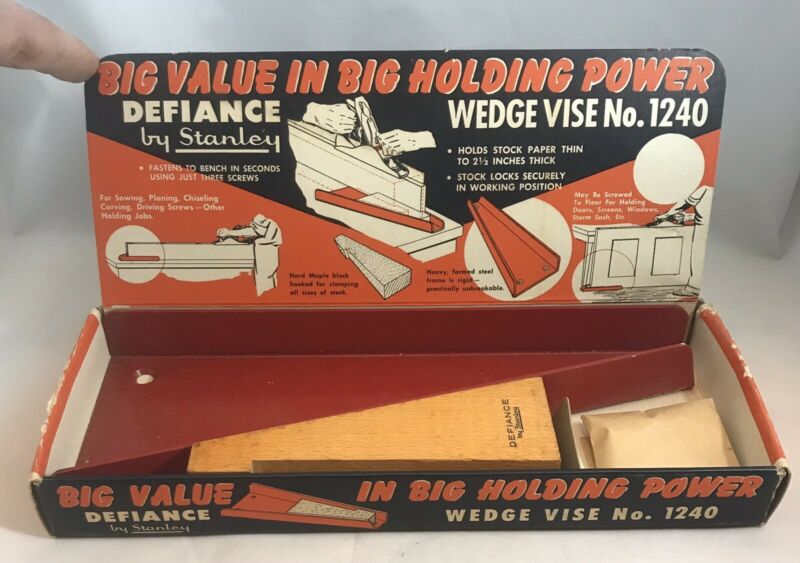 BIG VALUE IN BIG HOLDING POWER
DEFIANCE
by Stanley
WEDGE VISE No. 1240
• FASTENS TO BENCH IN SECONDS
USING JUST THREE SCREWS
• HOLDS STOCK PAPER THIN
TO 2½ INCHES THICK
• STOCK LOCKS SECURELY
IN WORKING POSITION
For Sawing, Planing, Chiseling
Carving, Driving Screws—Other
Holding Jobs.
May Be Screwed
To Floor For Holding
Doors, Screens, Windows,
Storm Sash, Etc
Hard Maple block
hooked for clamping
all sizes of stock.
Heavy, formed steel
frame is rigid—
practically unbreakable.
DEFIANCE
by Stanley
BIG VALUE IN BIG HOLDING POWER
DEFIANCE
by Stanley
WEDGE VISE No. 1240